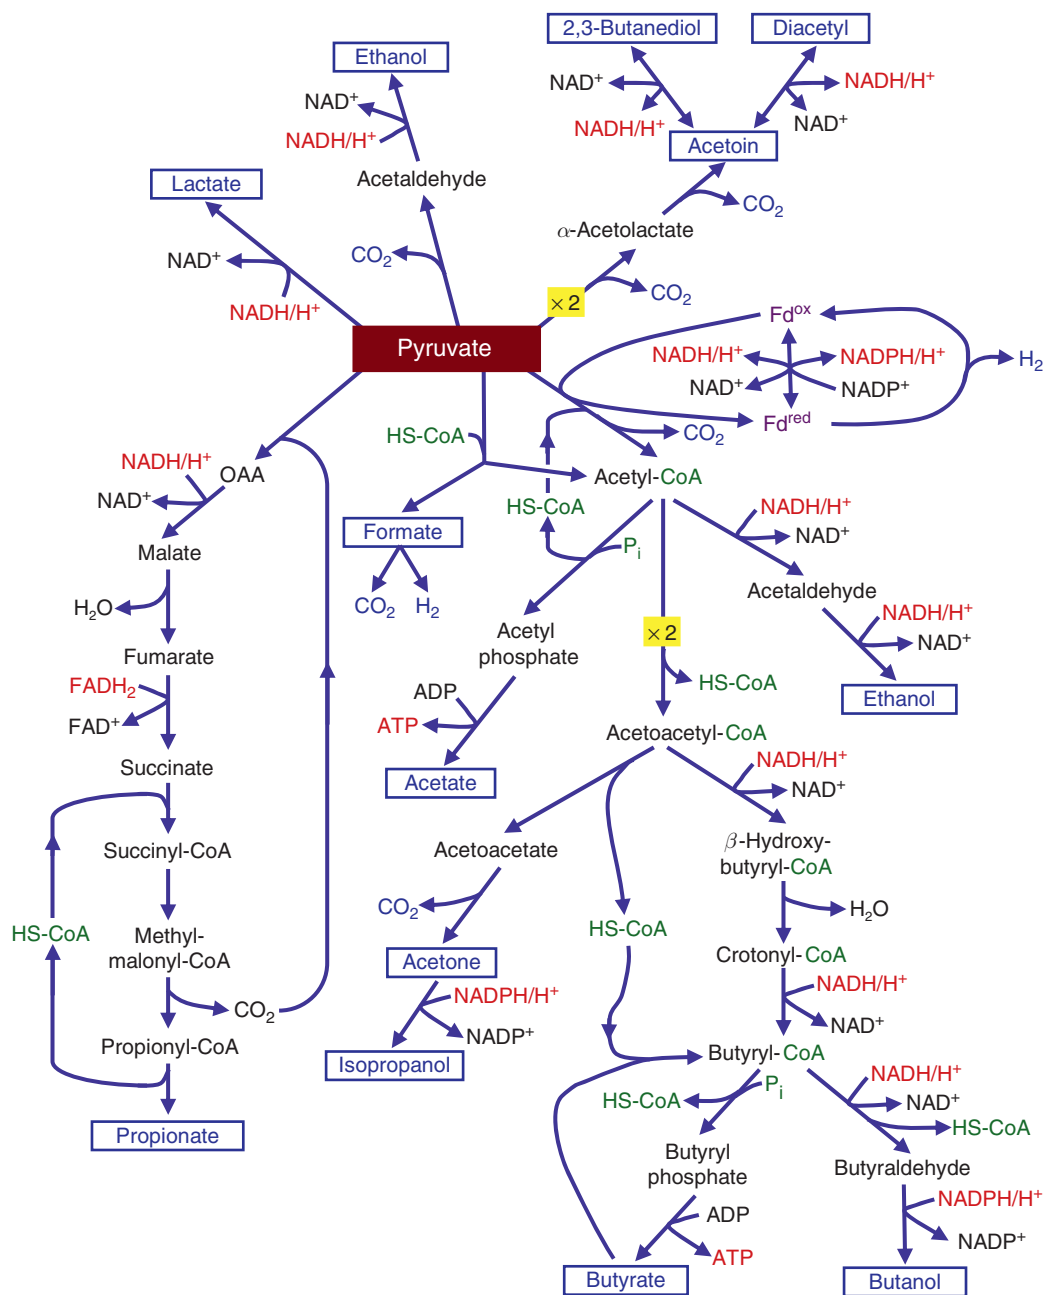 2,3-Butanediol
Diacetyl
Ethanol
NAD⁺
NADH/H⁺
NADH/H⁺
NAD⁺
NAD⁺
NADH/H⁺
Acetoin
Acetaldehyde
Lactate
CO₂
α-Acetolactate
NAD⁺
CO₂
CO₂
NADH/H⁺
× 2
Fdᵒˣ
Pyruvate
NADH/H⁺
NADPH/H⁺
H₂
NAD⁺
NADP⁺
Fdʳᵉᵈ
HS-CoA
CO₂
NADH/H⁺
OAA
Acetyl-CoA
NAD⁺
HS-CoA
NADH/H⁺
Formate
NAD⁺
Malate
Pᵢ
Acetaldehyde
H₂O
CO₂
H₂
NADH/H⁺
Acetyl
phosphate
× 2
NAD⁺
Fumarate
FADH₂
HS-CoA
ADP
Ethanol
FAD⁺
ATP
Acetoacetyl-CoA
Succinate
NADH/H⁺
Acetate
NAD⁺
Succinyl-CoA
Acetoacetate
β-Hydroxy-
butyryl-CoA
CO₂
H₂O
HS-CoA
HS-CoA
Methyl-
malonyl-CoA
Acetone
Crotonyl-CoA
NADPH/H⁺
NADH/H⁺
CO₂
NADP⁺
NAD⁺
Propionyl-CoA
Isopropanol
Butyryl-CoA
NADH/H⁺
Pᵢ
HS-CoA
NAD⁺
Propionate
HS-CoA
Butyryl
phosphate
Butyraldehyde
NADPH/H⁺
ADP
NADP⁺
ATP
Butyrate
Butanol